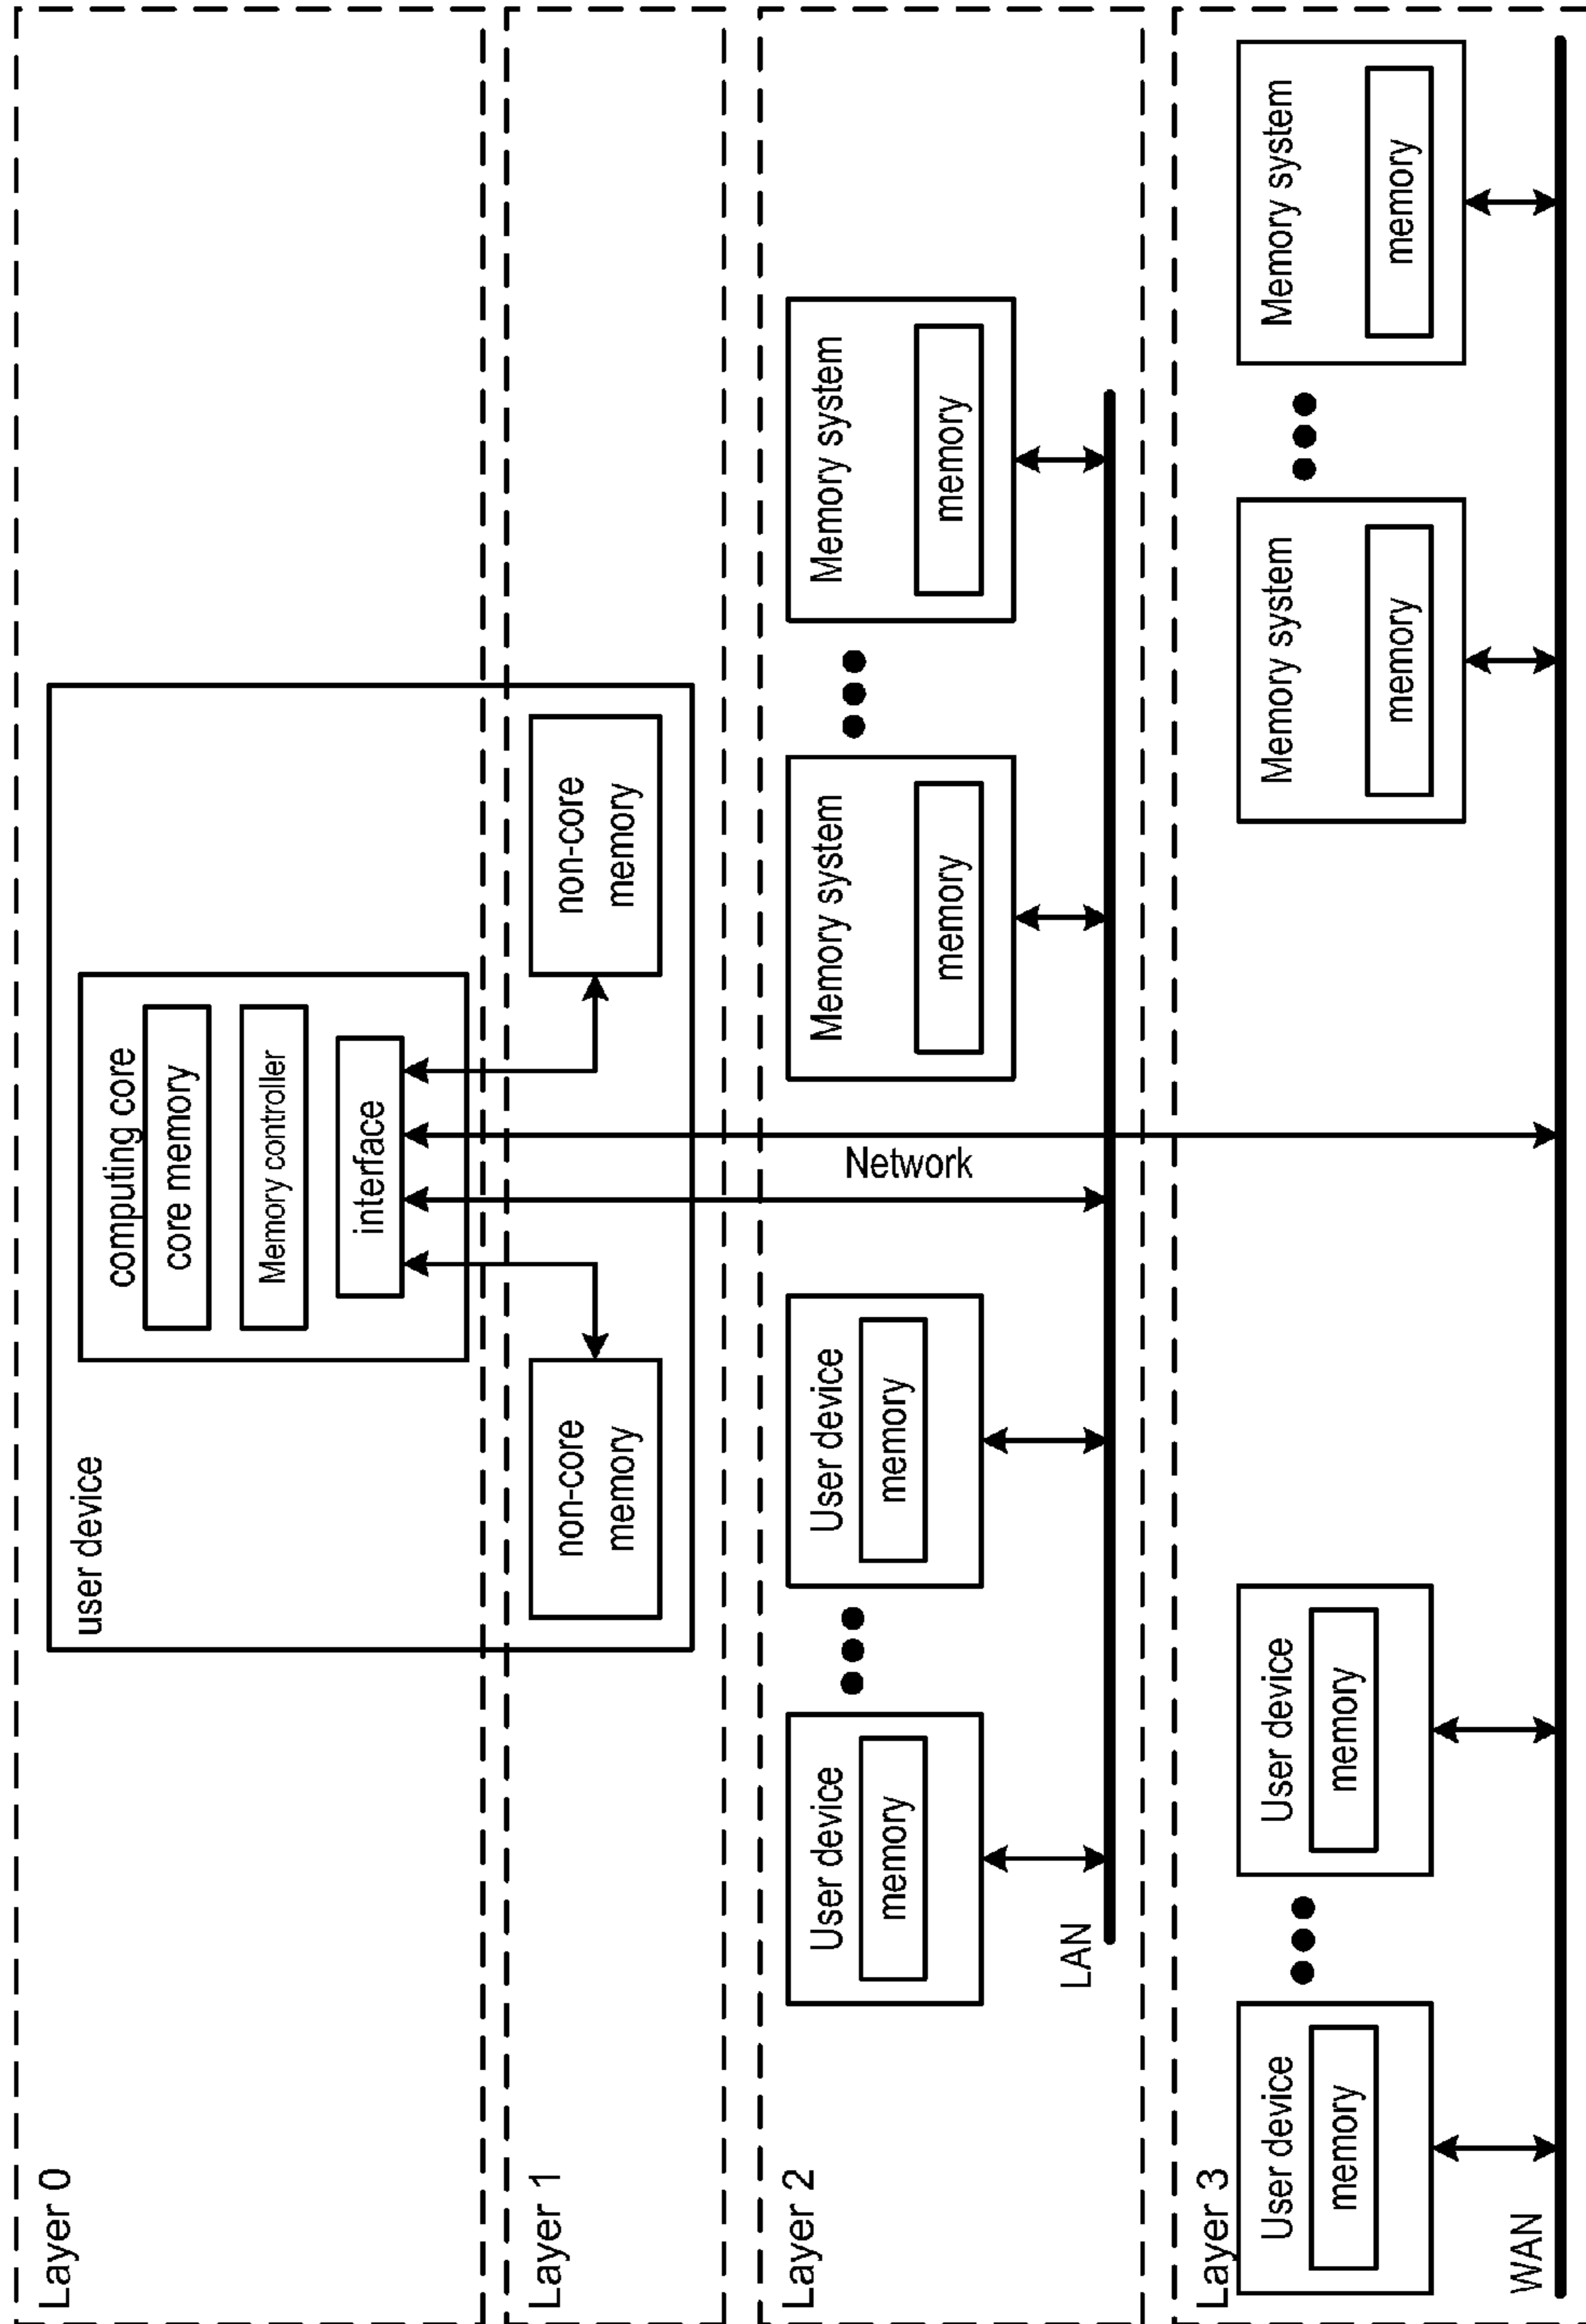 Layer 0
user device
computing core
core memory
Memory controller
interface
Layer 1
non-core
memory
non-core
memory
Layer 2
User device
memory
User device
memory
Network
Memory system
memory
Memory system
memory
LAN
Layer 3
User device
memory
User device
memory
Memory system
memory
Memory system
memory
WAN